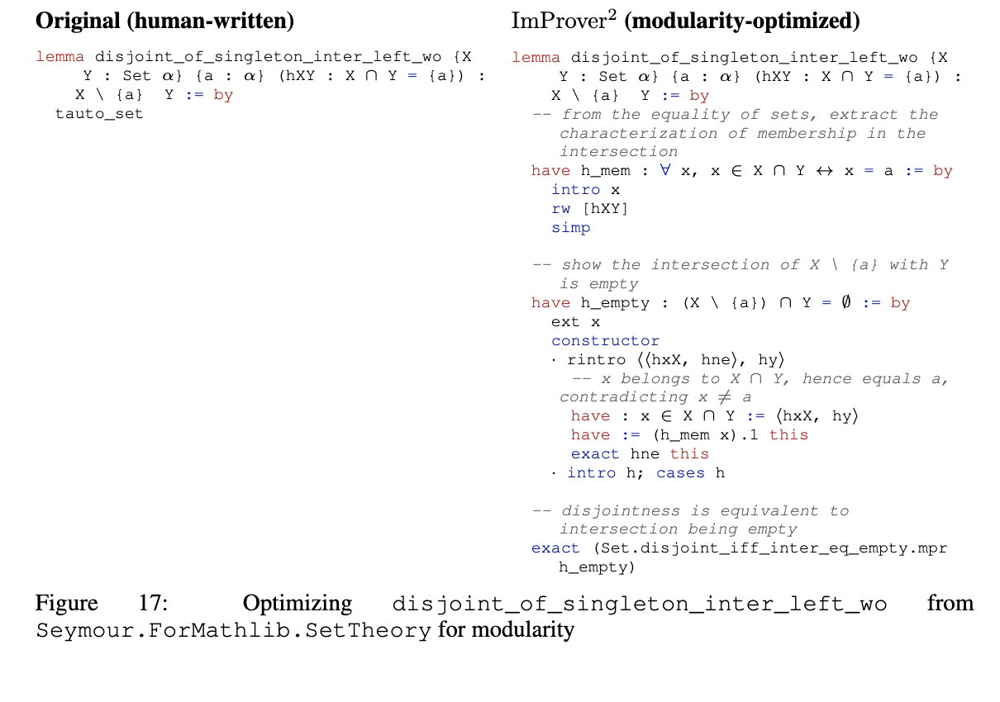 Original (human-written)
lemma disjoint_of_singleton_inter_left_wo {X
Y : Set α} {a : α} (hXY : X ∩ Y = {a}) :
X \ {a}  Y := by
tauto_set
ImProver² (modularity-optimized)
lemma disjoint_of_singleton_inter_left_wo {X
Y : Set α} {a : α} (hXY : X ∩ Y = {a}) :
X \ {a}  Y := by
-- from the equality of sets, extract the
characterization of membership in the
intersection
have h_mem : ∀ x, x ∈ X ∩ Y ↔ x = a := by
intro x
rw [hXY]
simp
-- show the intersection of X \ {a} with Y
is empty
have h_empty : (X \ {a}) ∩ Y = ∅ := by
ext x
constructor
· rintro ⟨⟨hxX, hne⟩, hy⟩
-- x belongs to X ∩ Y, hence equals a,
contradicting x ≠ a
have : x ∈ X ∩ Y := ⟨hxX, hy⟩
have := (h_mem x).1 this
exact hne this
· intro h; cases h
-- disjointness is equivalent to
intersection being empty
exact (Set.disjoint_iff_inter_eq_empty.mpr
h_empty)
Figure 17: Optimizing disjoint_of_singleton_inter_left_wo from
Seymour.ForMathlib.SetTheory for modularity